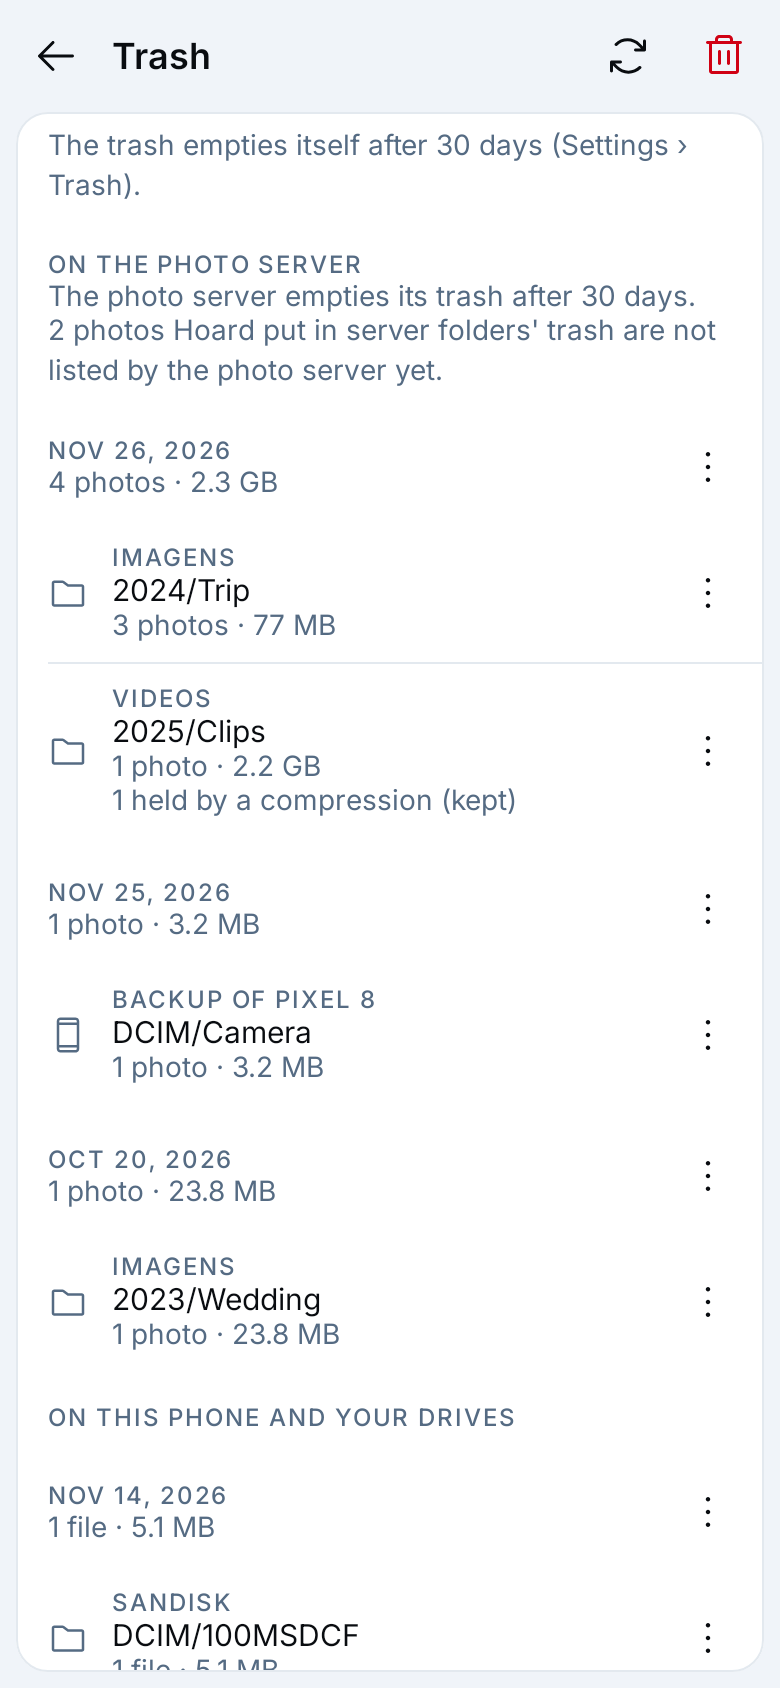 Trash
The trash empties itself after 30 days (Settings ›
Trash).
ON THE PHOTO SERVER
The photo server empties its trash after 30 days.
2 photos Hoard put in server folders' trash are not
listed by the photo server yet.
NOV 26, 2026
4 photos · 2.3 GB
IMAGENS
2024/Trip
3 photos · 77 MB
VIDEOS
2025/Clips
1 photo · 2.2 GB
1 held by a compression (kept)
NOV 25, 2026
1 photo · 3.2 MB
BACKUP OF PIXEL 8
DCIM/Camera
1 photo · 3.2 MB
OCT 20, 2026
1 photo · 23.8 MB
IMAGENS
2023/Wedding
1 photo · 23.8 MB
ON THIS PHONE AND YOUR DRIVES
NOV 14, 2026
1 file · 5.1 MB
SANDISK
DCIM/100MSDCF
1 file · 5.1 MB